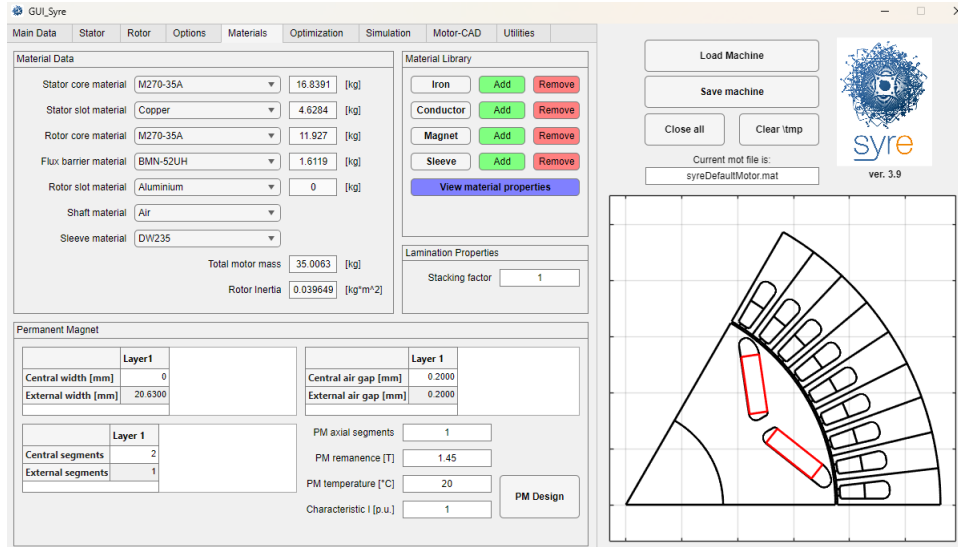 GUI_Syre
Main Data Stator Rotor Options Materials Optimization Simulation Motor-CAD Utilities
Material Data
Stator core material M270-35A 16.8391 [kg]
Stator slot material Copper 4.6284 [kg]
Rotor core material M270-35A 11.927 [kg]
Flux barrier material BMN-52UH 1.6119 [kg]
Rotor slot material Aluminium 0 [kg]
Shaft material Air
Sleeve material DW235
Total motor mass 35.0063 [kg]
Rotor Inertia 0.039649 [kg*m^2]
Material Library
Iron Add Remove
Conductor Add Remove
Magnet Add Remove
Sleeve Add Remove
View material properties
Lamination Properties
Stacking factor 1
Load Machine
Save machine
Close all Clear \tmp
Current mot file is:
syreDefaultMotor.mat
syre
ver. 3.9
Permanent Magnet
Layer1
Central width [mm] 0
External width [mm] 20.6300
Layer 1
Central air gap [mm] 0.2000
External air gap [mm] 0.2000
Layer 1
Central segments 2
External segments 1
PM axial segments 1
PM remanence [T] 1.45
PM temperature [°C] 20
Characteristic I [p.u.] 1
PM Design